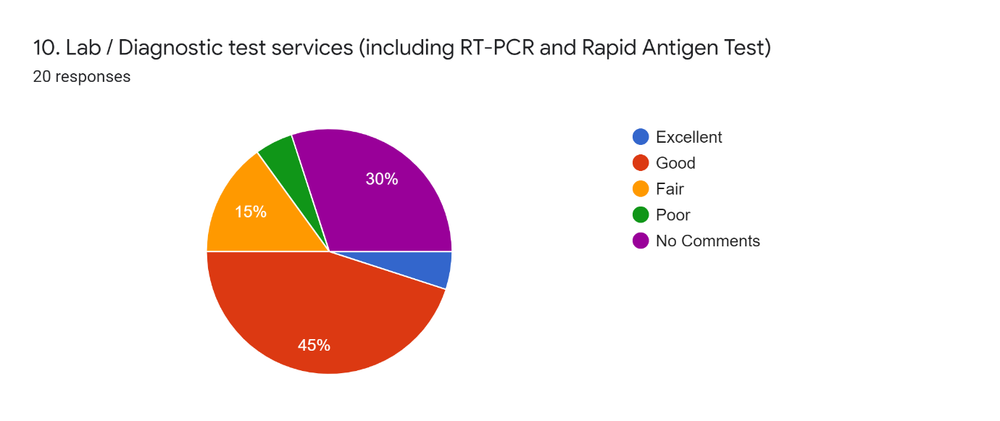 10. Lab / Diagnostic test services (including RT-PCR and Rapid Antigen Test)
20 responses
30%
15%
45%
Excellent
Good
Fair
Poor
No Comments